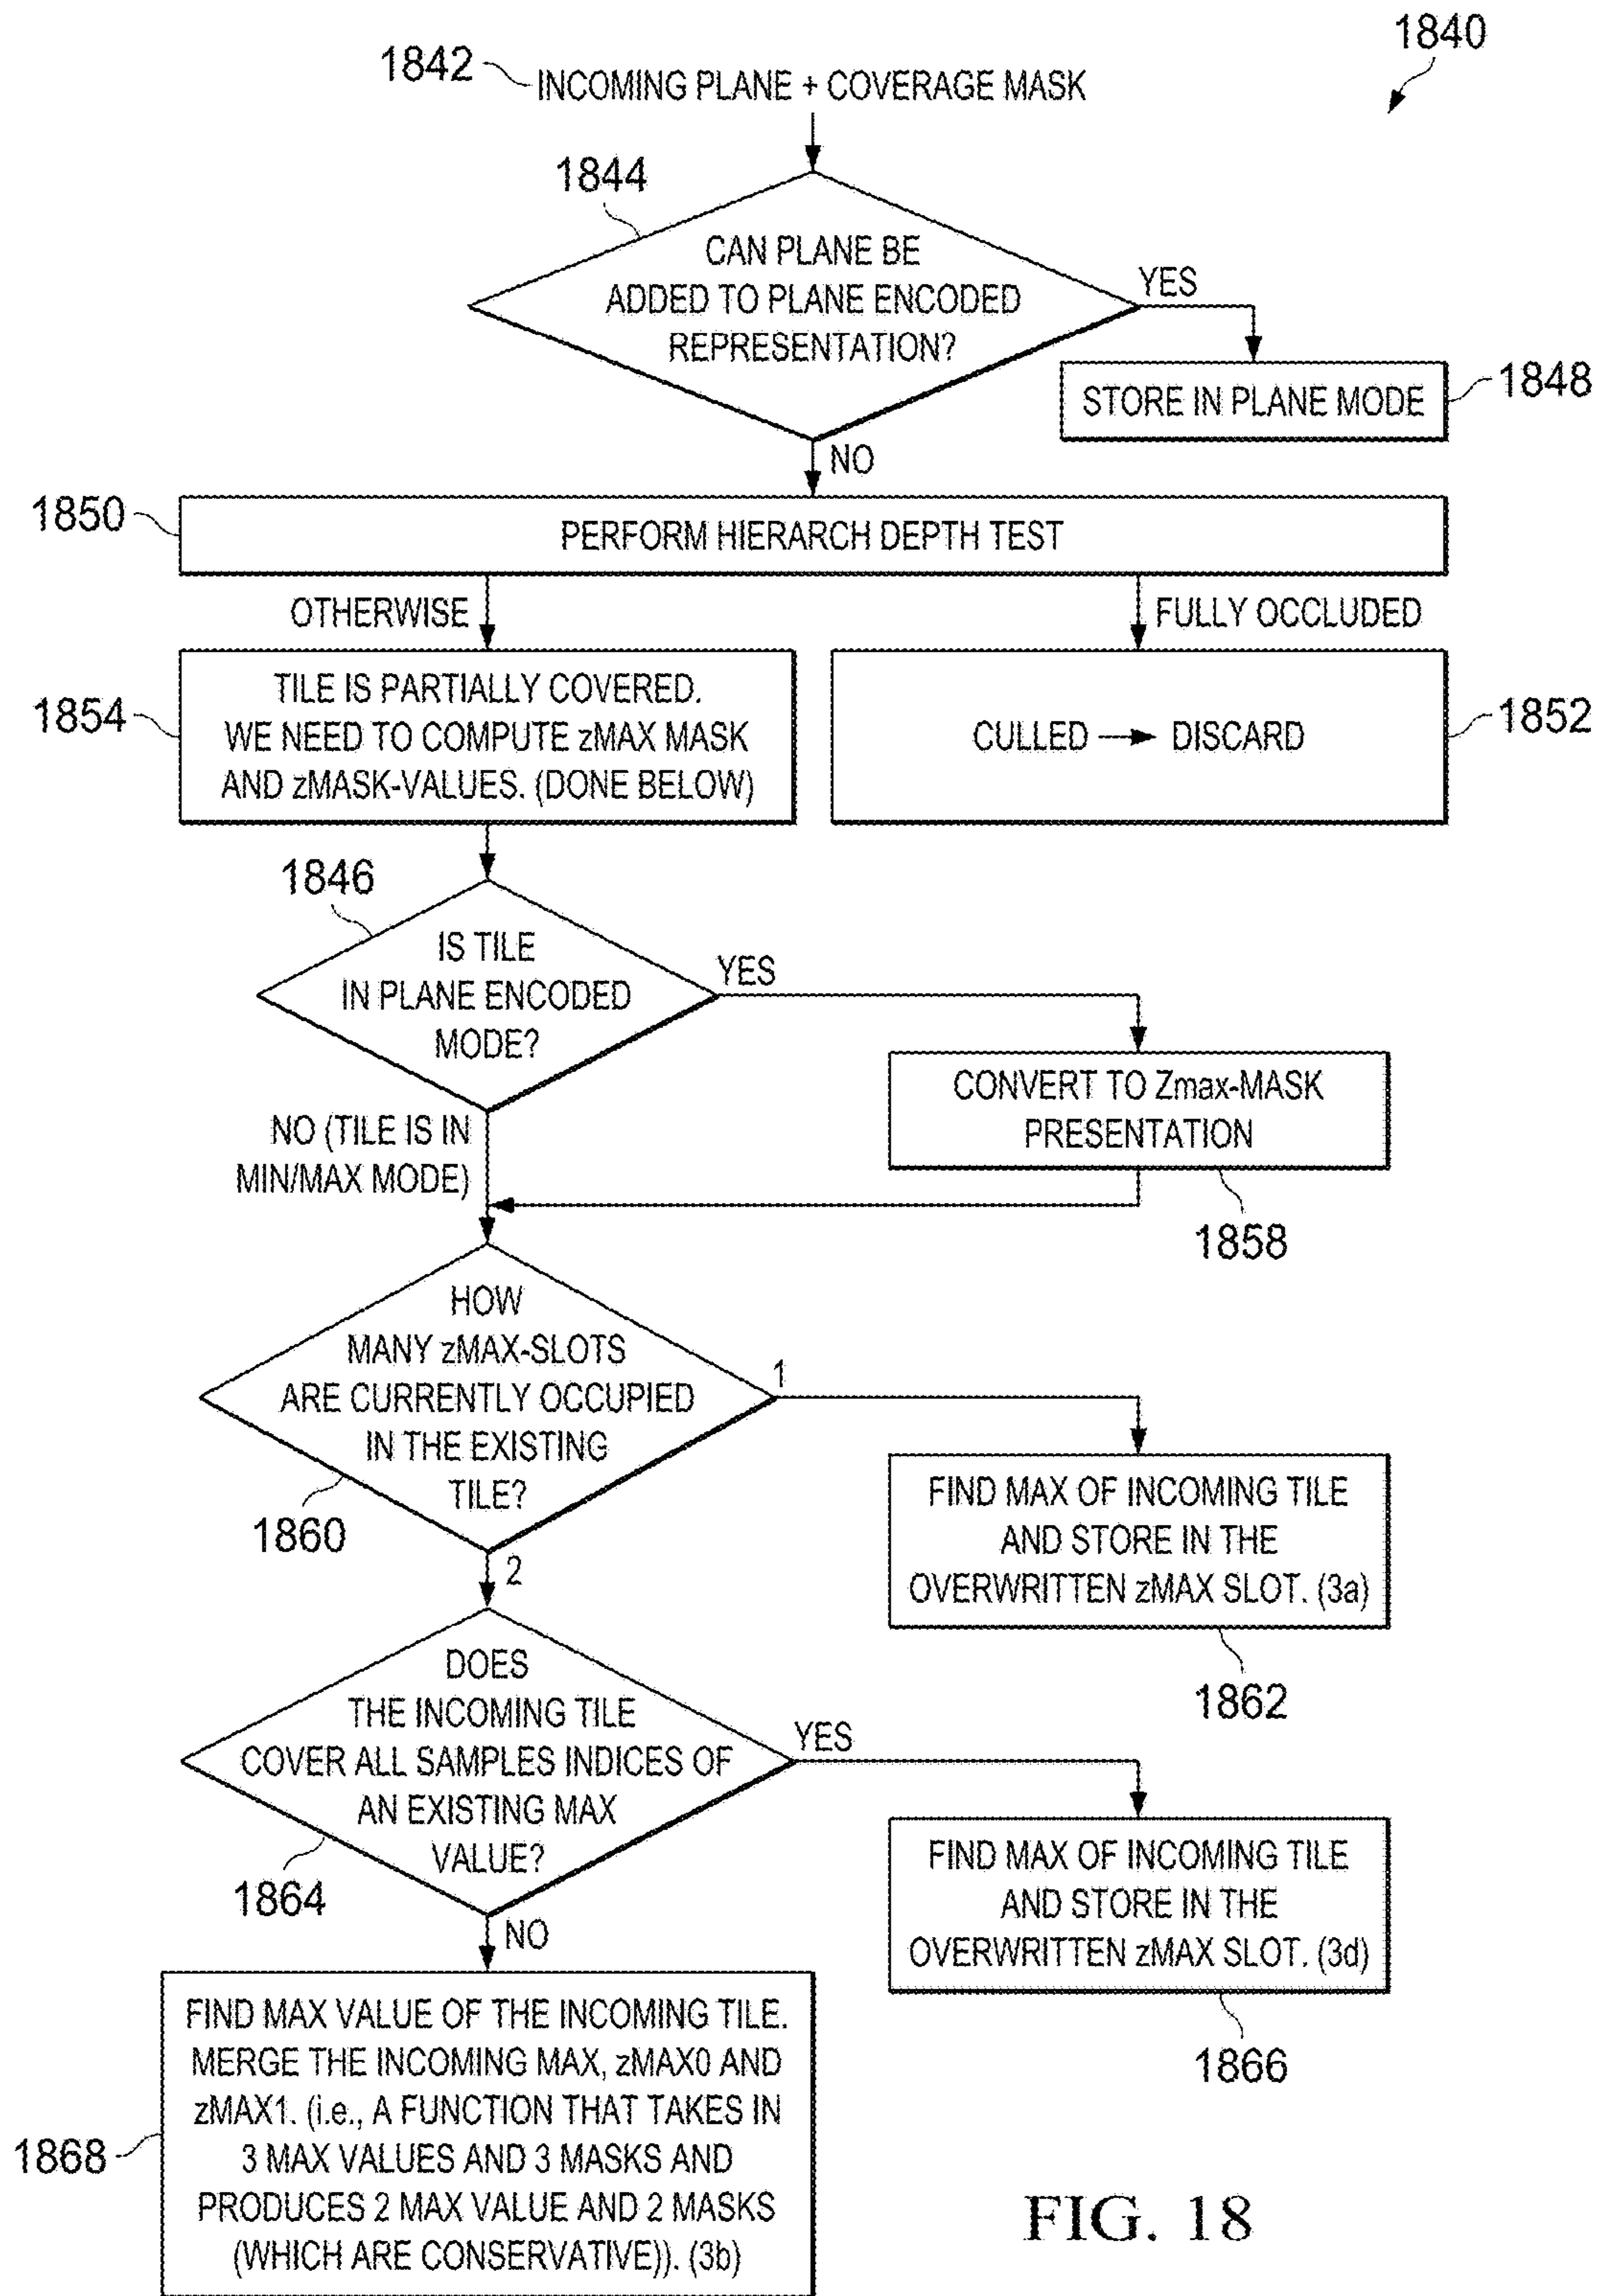 1840
1842
INCOMING PLANE + COVERAGE MASK
1844
CAN PLANE BE
ADDED TO PLANE ENCODED
REPRESENTATION?
YES
STORE IN PLANE MODE
1848
NO
1850
PERFORM HIERARCH DEPTH TEST
OTHERWISE
FULLY OCCLUDED
1854
TILE IS PARTIALLY COVERED.
WE NEED TO COMPUTE zMAX MASK
AND zMASK-VALUES. (DONE BELOW)
CULLED → DISCARD
1852
1846
IS TILE
IN PLANE ENCODED
MODE?
YES
CONVERT TO Zmax-MASK
PRESENTATION
1858
NO (TILE IS IN
MIN/MAX MODE)
HOW
MANY zMAX-SLOTS
ARE CURRENTLY OCCUPIED
IN THE EXISTING
TILE?
1860
1
FIND MAX OF INCOMING TILE
AND STORE IN THE
OVERWRITTEN zMAX SLOT. (3a)
1862
2
DOES
THE INCOMING TILE
COVER ALL SAMPLES INDICES OF
AN EXISTING MAX
VALUE?
1864
YES
FIND MAX OF INCOMING TILE
AND STORE IN THE
OVERWRITTEN zMAX SLOT. (3d)
1866
NO
FIND MAX VALUE OF THE INCOMING TILE.
MERGE THE INCOMING MAX, zMAX0 AND
zMAX1. (i.e., A FUNCTION THAT TAKES IN
3 MAX VALUES AND 3 MASKS AND
PRODUCES 2 MAX VALUE AND 2 MASKS
(WHICH ARE CONSERVATIVE)). (3b)
1868
FIG. 18